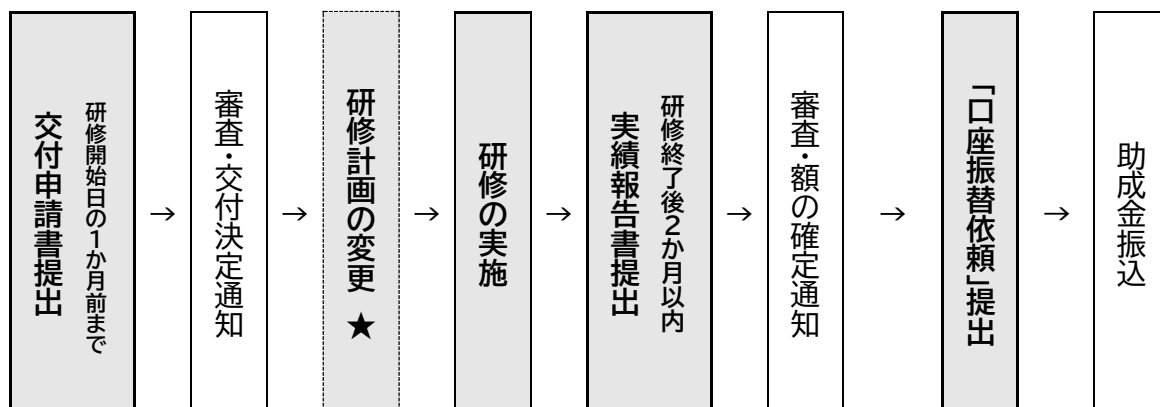 交付申請書提出
研修開始日の1か月前まで
→
審査・交付決定通知
→
研修計画の変更 ★
→
研修の実施
→
実績報告書提出
研修終了後2か月以内
→
審査・額の確定通知
→
「口座振替依頼」提出
→
助成金振込